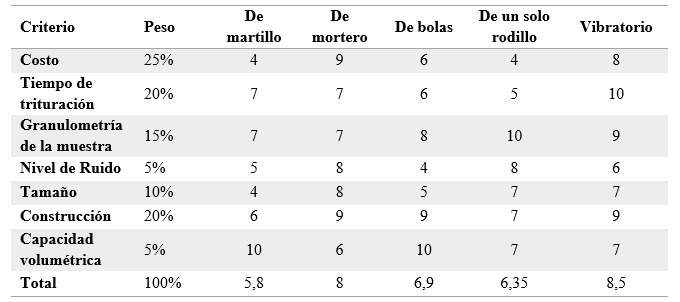 Criterio Peso De martillo De mortero De bolas De un solo rodillo Vibratorio
Costo 25% 4 9 6 4 8
Tiempo de trituración 20% 7 7 6 5 10
Granulometría de la muestra 15% 7 7 8 10 9
Nivel de Ruido 5% 5 8 4 8 6
Tamaño 10% 4 8 5 7 7
Construcción 20% 6 9 9 7 9
Capacidad volumétrica 5% 10 6 10 7 7
Total 100% 5,8 8 6,9 6,35 8,5